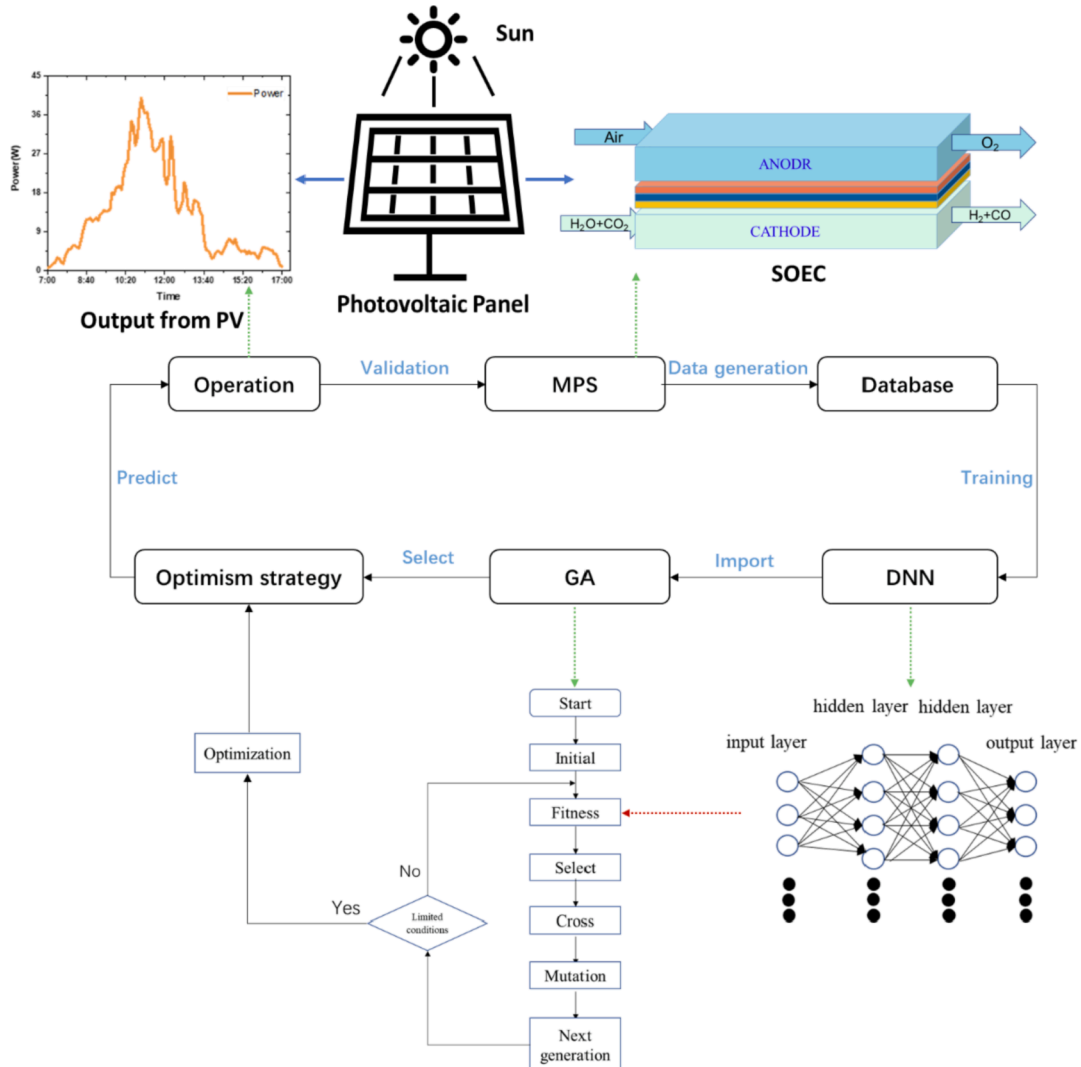 Sun
45
36
27
18
9
0
Power(W)
Power
7:00 8:40 10:20 12:00 13:40 15:20 17:00
Time
Output from PV
Photovoltaic Panel
Air
ANODR
O₂
H₂O+CO₂
CATHODE
H₂+CO
SOEC
Operation
Validation
MPS
Data generation
Database
Predict
Training
Optimism strategy
Select
GA
Import
DNN
Start
Initial
Fitness
Select
Cross
Mutation
Next
generation
Optimization
No
Yes
Limited
conditions
hidden layer hidden layer
input layer
output layer